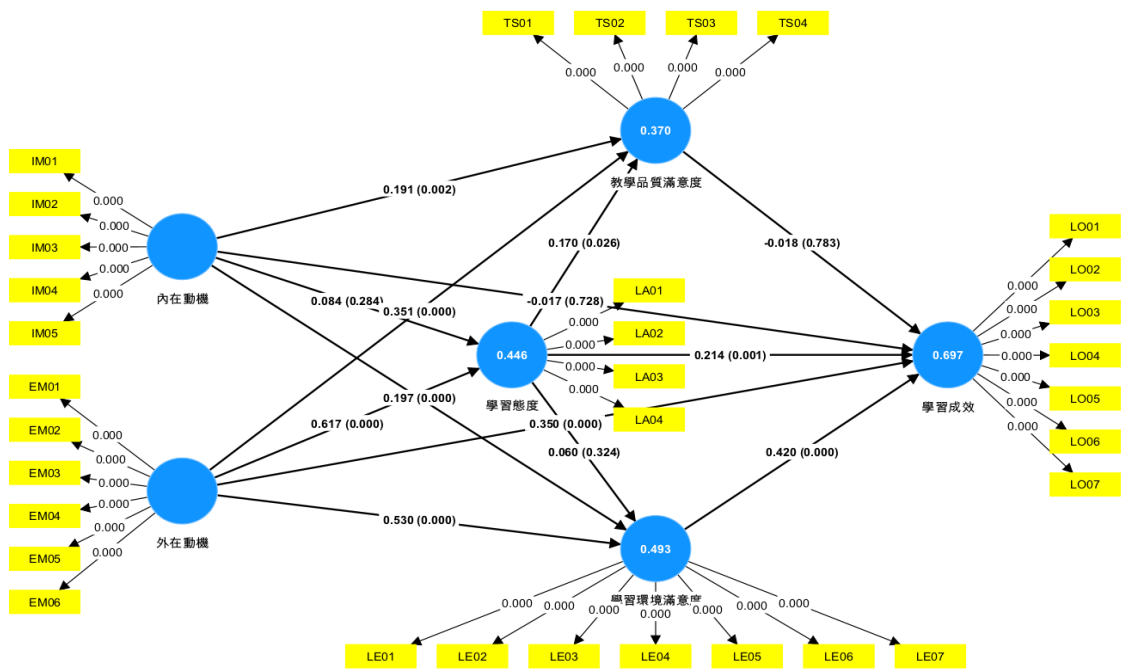 TS01
TS02
TS03
TS04
0.000
0.000
0.000
0.000
0.370
教學品質滿意度
IM01
IM02
IM03
IM04
IM05
0.000
0.000
0.000
0.000
0.000
內在動機
0.191 (0.002)
0.170 (0.026)
-0.018 (0.783)
0.084 (0.284)
0.351 (0.000)
-0.017 (0.728)
LA01
LA02
LA03
LA04
0.000
0.000
0.000
0.000
0.446
學習態度
0.214 (0.001)
LO01
LO02
LO03
LO04
LO05
LO06
LO07
0.000
0.000
0.000
0.000
0.000
0.000
0.000
0.697
學習成效
EM01
EM02
EM03
EM04
EM05
EM06
0.000
0.000
0.000
0.000
0.000
0.000
外在動機
0.197 (0.000)
0.617 (0.000)
0.350 (0.000)
0.060 (0.324)
0.420 (0.000)
0.530 (0.000)
0.493
學習環境滿意度
0.000
0.000
0.000
0.000
0.000
0.000
0.000
LE01
LE02
LE03
LE04
LE05
LE06
LE07